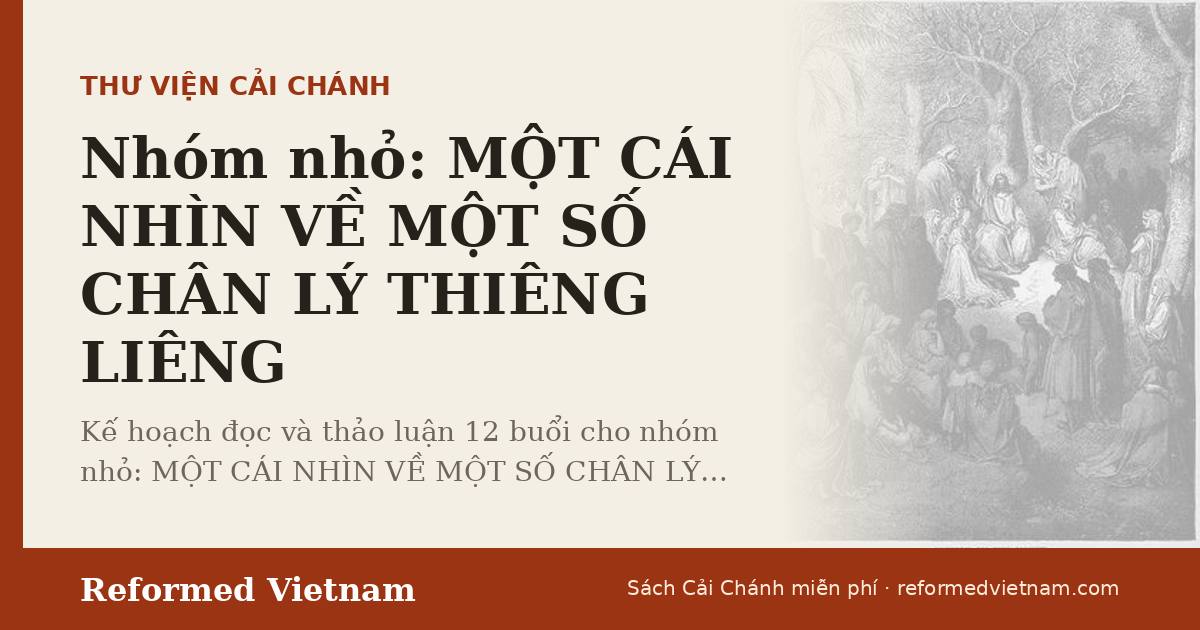 THƯ VIỆN CẢI CHÁNH
Nhóm nhỏ: MỘT CÁI
NHÌN VỀ MỘT SỐ
CHÂN LÝ THIÊNG
LIÊNG
Kế hoạch đọc và thảo luận 12 buổi cho nhóm
nhỏ: MỘT CÁI NHÌN VỀ MỘT SỐ CHÂN LÝ...
Reformed Vietnam
Sách Cải Chánh miễn phí · reformedvietnam.com